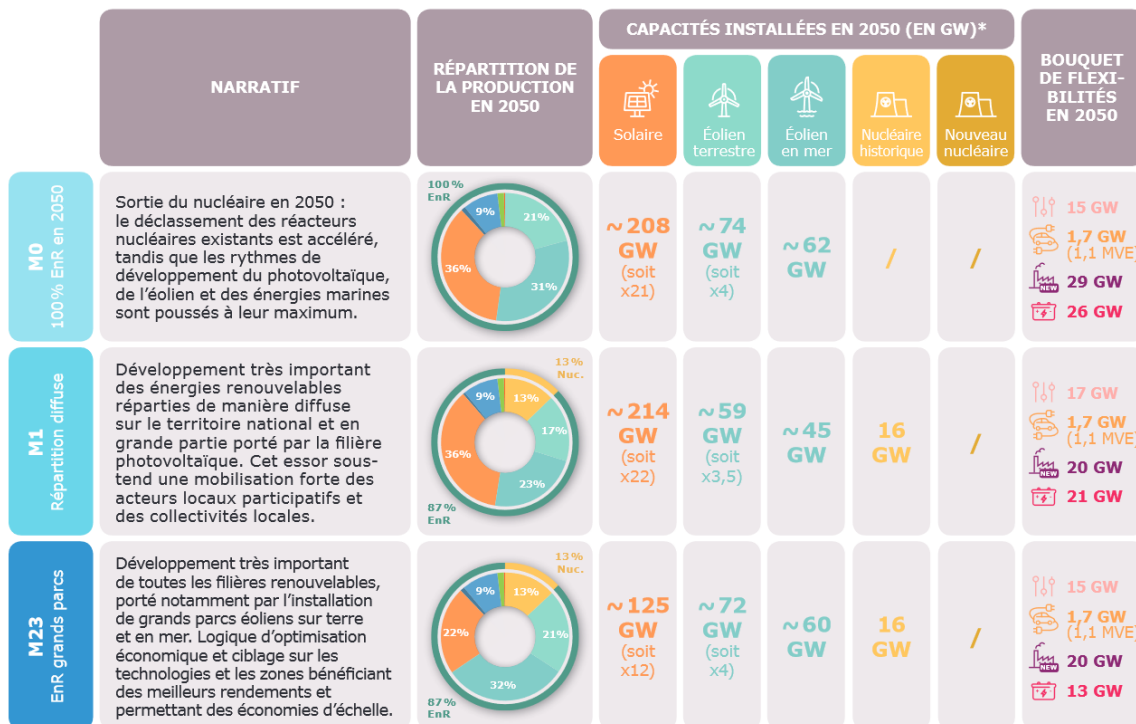 NARRATIF
RÉPARTITION DE
LA PRODUCTION
EN 2050
CAPACITÉS INSTALLÉES EN 2050 (EN GW)*
Solaire
Éolien
terrestre
Éolien
en mer
Nucléaire
historique
Nouveau
nucléaire
BOUQUET
DE FLEXI-
BILITÉS
EN 2050
M0
100% EnR en 2050
Sortie du nucléaire en 2050 :
le déclassement des réacteurs
nucléaires existants est accéléré,
tandis que les rythmes de
développement du photovoltaïque,
de l'éolien et des énergies marines
sont poussés à leur maximum.
100%
EnR
9%
21%
36%
31%
~208
GW
(soit
x21)
~74
GW
(soit
x4)
~62
GW
/
/
15 GW
1,7 GW
(1,1 MVE)
NEW
29 GW
26 GW
M1
Répartition diffuse
Développement très important
des énergies renouvelables
réparties de manière diffuse
sur le territoire national et en
grande partie porté par la filière
photovoltaïque. Cet essor sous-
tend une mobilisation forte des
acteurs locaux participatifs et
des collectivités locales.
13%
Nuc.
9%
13%
17%
36%
23%
87%
EnR
~214
GW
(soit
x22)
~59
GW
(soit
x3,5)
~45
GW
16
GW
/
17 GW
1,7 GW
(1,1 MVE)
NEW
20 GW
21 GW
M23
EnR grands parcs
Développement très important
de toutes les filières renouvelables,
porté notamment par l'installation
de grands parcs éoliens sur terre
et en mer. Logique d'optimisation
économique et ciblage sur les
technologies et les zones bénéficiant
des meilleurs rendements et
permettant des économies d'échelle.
13%
Nuc.
9%
13%
22%
21%
32%
87%
EnR
~125
GW
(soit
x12)
~72
GW
(soit
x4)
~60
GW
16
GW
/
15 GW
1,7 GW
(1,1 MVE)
NEW
20 GW
13 GW